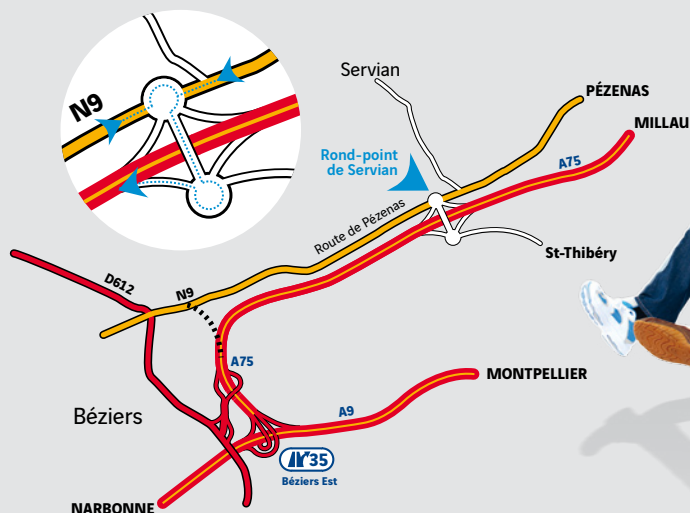 N9
Servian
PÉZENAS
MILLAU
Rond-point
de Servian
A75
Route de Pézenas
St-Thibéry
D612
N9
A75
MONTPELLIER
Béziers
A9
35
Béziers Est
NARBONNE